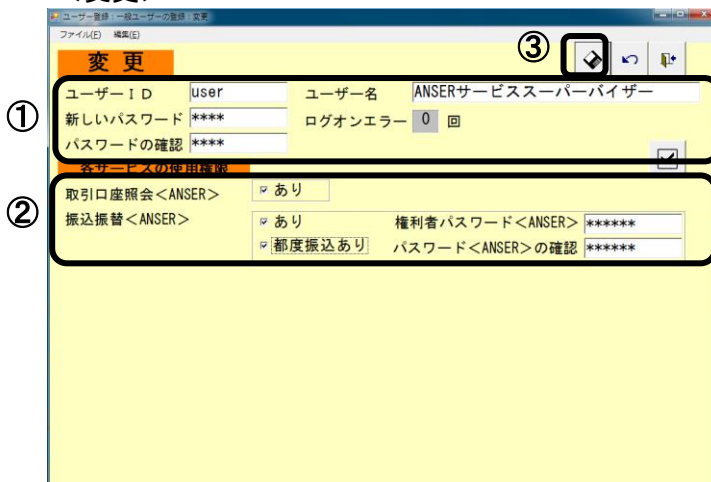 ユーザー登録：一般ユーザーの登録：変更
ファイル(F) 編集(E)
③
変 更
①
ユーザーＩＤ user ユーザー名 ANSERサービススーパーバイザー
新しいパスワード **** ログオンエラー 0 回
パスワードの確認 ****
各サービスの使用権限
②
取引口座照会＜ANSER＞ あり
振込振替＜ANSER＞ あり 権利者パスワード＜ANSER＞ ******
都度振込あり パスワード＜ANSER＞の確認 ******